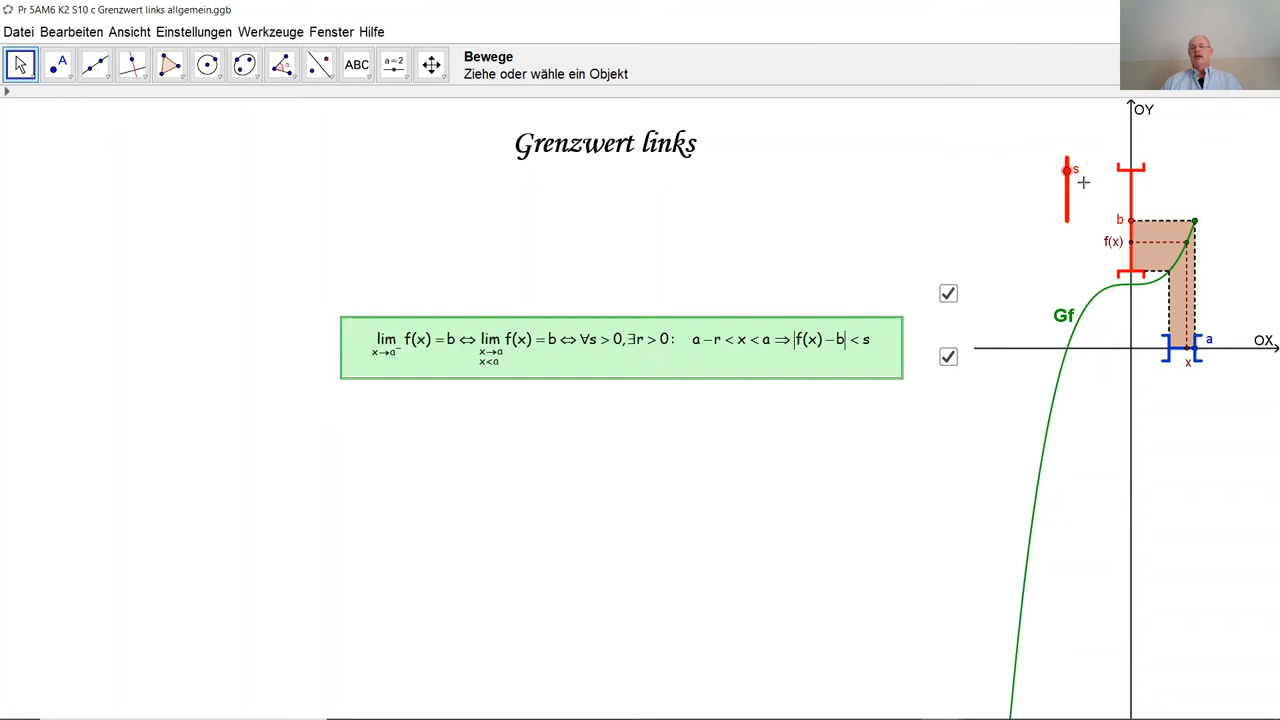 Pr 5AM6 K2 S10 c Grenzwert links allgemein.ggb
Datei Bearbeiten Ansicht Einstellungen Werkzeuge Fenster Hilfe
A
ABC
a=2
Bewege
Ziehe oder wähle ein Objekt
Grenzwert links
lim f(x) = b ⇔ lim f(x) = b ⇔ ∀s > 0, ∃r > 0 : a − r < x < a ⇒ |f(x) − b| < s
x→a₋ x→a
x<a
OY
s
b
f(x)
Gf
a
OX
x